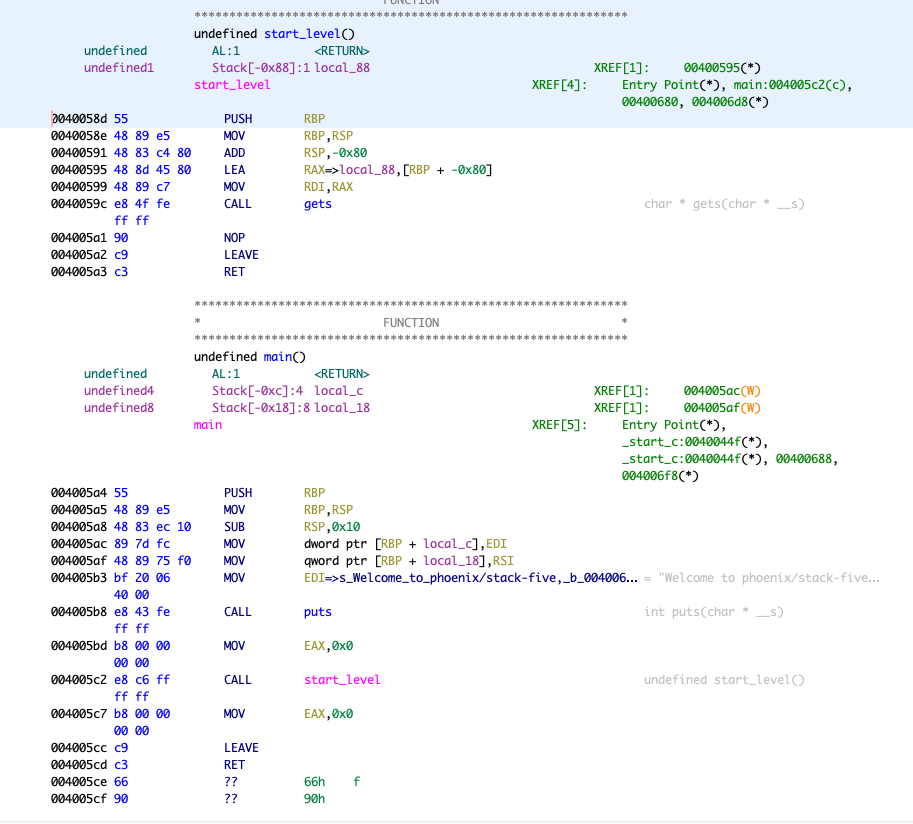 FUNCTION
**************************************************************
undefined start_level()
undefined AL:1 <RETURN>
undefined1 Stack[-0x88]:1 local_88 XREF[1]: 00400595(*)
start_level XREF[4]: Entry Point(*), main:004005c2(c),
00400680, 004006d8(*)
0040058d 55 PUSH RBP
0040058e 48 89 e5 MOV RBP,RSP
00400591 48 83 c4 80 ADD RSP,-0x80
00400595 48 8d 45 80 LEA RAX=>local_88,[RBP + -0x80]
00400599 48 89 c7 MOV RDI,RAX
0040059c e8 4f fe CALL gets char * gets(char * __s)
ff ff
004005a1 90 NOP
004005a2 c9 LEAVE
004005a3 c3 RET
**************************************************************
* FUNCTION *
**************************************************************
undefined main()
undefined AL:1 <RETURN>
undefined4 Stack[-0xc]:4 local_c XREF[1]: 004005ac(W)
undefined8 Stack[-0x18]:8 local_18 XREF[1]: 004005af(W)
main XREF[5]: Entry Point(*),
_start_c:0040044f(*),
_start_c:0040044f(*), 00400688,
004006f8(*)
004005a4 55 PUSH RBP
004005a5 48 89 e5 MOV RBP,RSP
004005a8 48 83 ec 10 SUB RSP,0x10
004005ac 89 7d fc MOV dword ptr [RBP + local_c],EDI
004005af 48 89 75 f0 MOV qword ptr [RBP + local_18],RSI
004005b3 bf 20 06 MOV EDI=>s_Welcome_to_phoenix/stack-five,_b_004006... = "Welcome to phoenix/stack-five...
40 00
004005b8 e8 43 fe CALL puts int puts(char * __s)
ff ff
004005bd b8 00 00 MOV EAX,0x0
00 00
004005c2 e8 c6 ff CALL start_level undefined start_level()
ff ff
004005c7 b8 00 00 MOV EAX,0x0
00 00
004005cc c9 LEAVE
004005cd c3 RET
004005ce 66 ?? 66h f
004005cf 90 ?? 90h